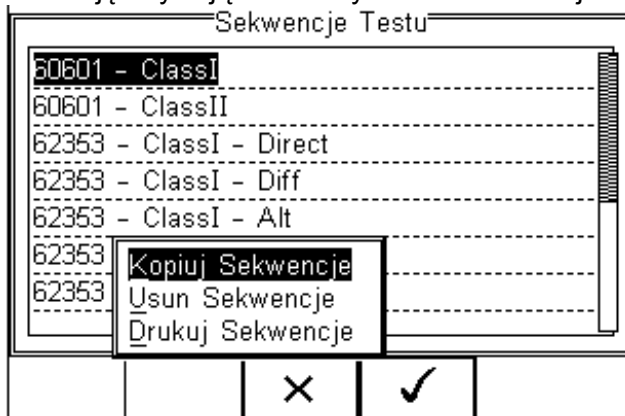 Sekwencje Testu
60601 - ClassI
60601 - ClassII
62353 - ClassI - Direct
62353 - ClassI - Diff
62353 - ClassI - Alt
62353
62353
Kopiuj Sekwencje
Usun Sekwencje
Drukuj Sekwencje